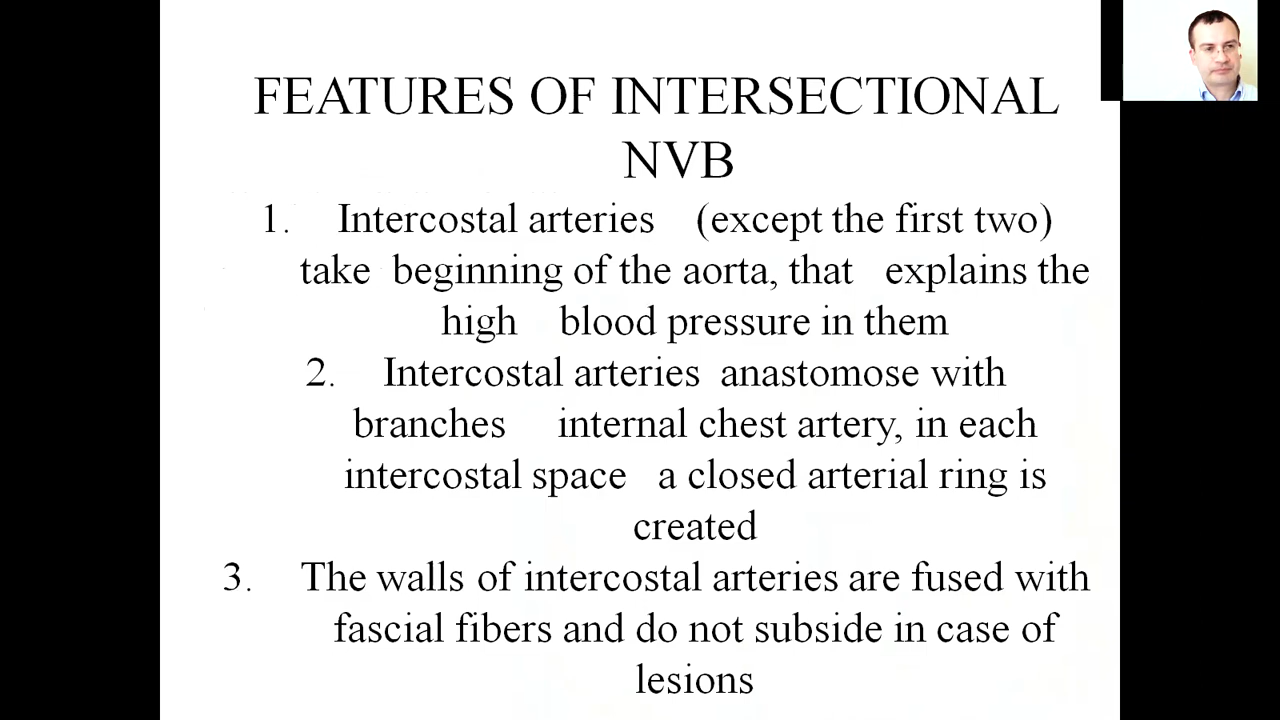 FEATURES OF INTERSECTIONAL
NVB
1. Intercostal arteries (except the first two)
take beginning of the aorta, that explains the
high blood pressure in them
2. Intercostal arteries anastomose with
branches internal chest artery, in each
intercostal space a closed arterial ring is
created
3. The walls of intercostal arteries are fused with
fascial fibers and do not subside in case of
lesions